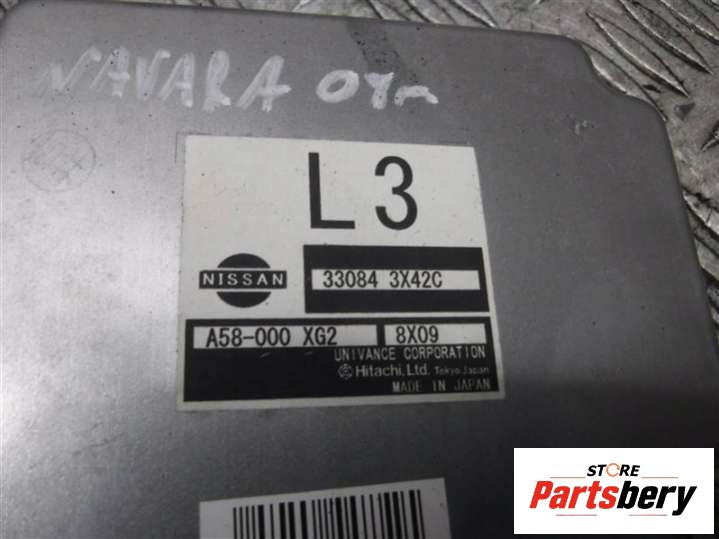 NAVARA 04m
L3
NISSAN
33084 3X42C
A58-000 XG2 8X09
UNIVANCE CORPORATION
Hitachi, Ltd. Tokyo Japan
MADE IN JAPAN
STORE
Partsbery